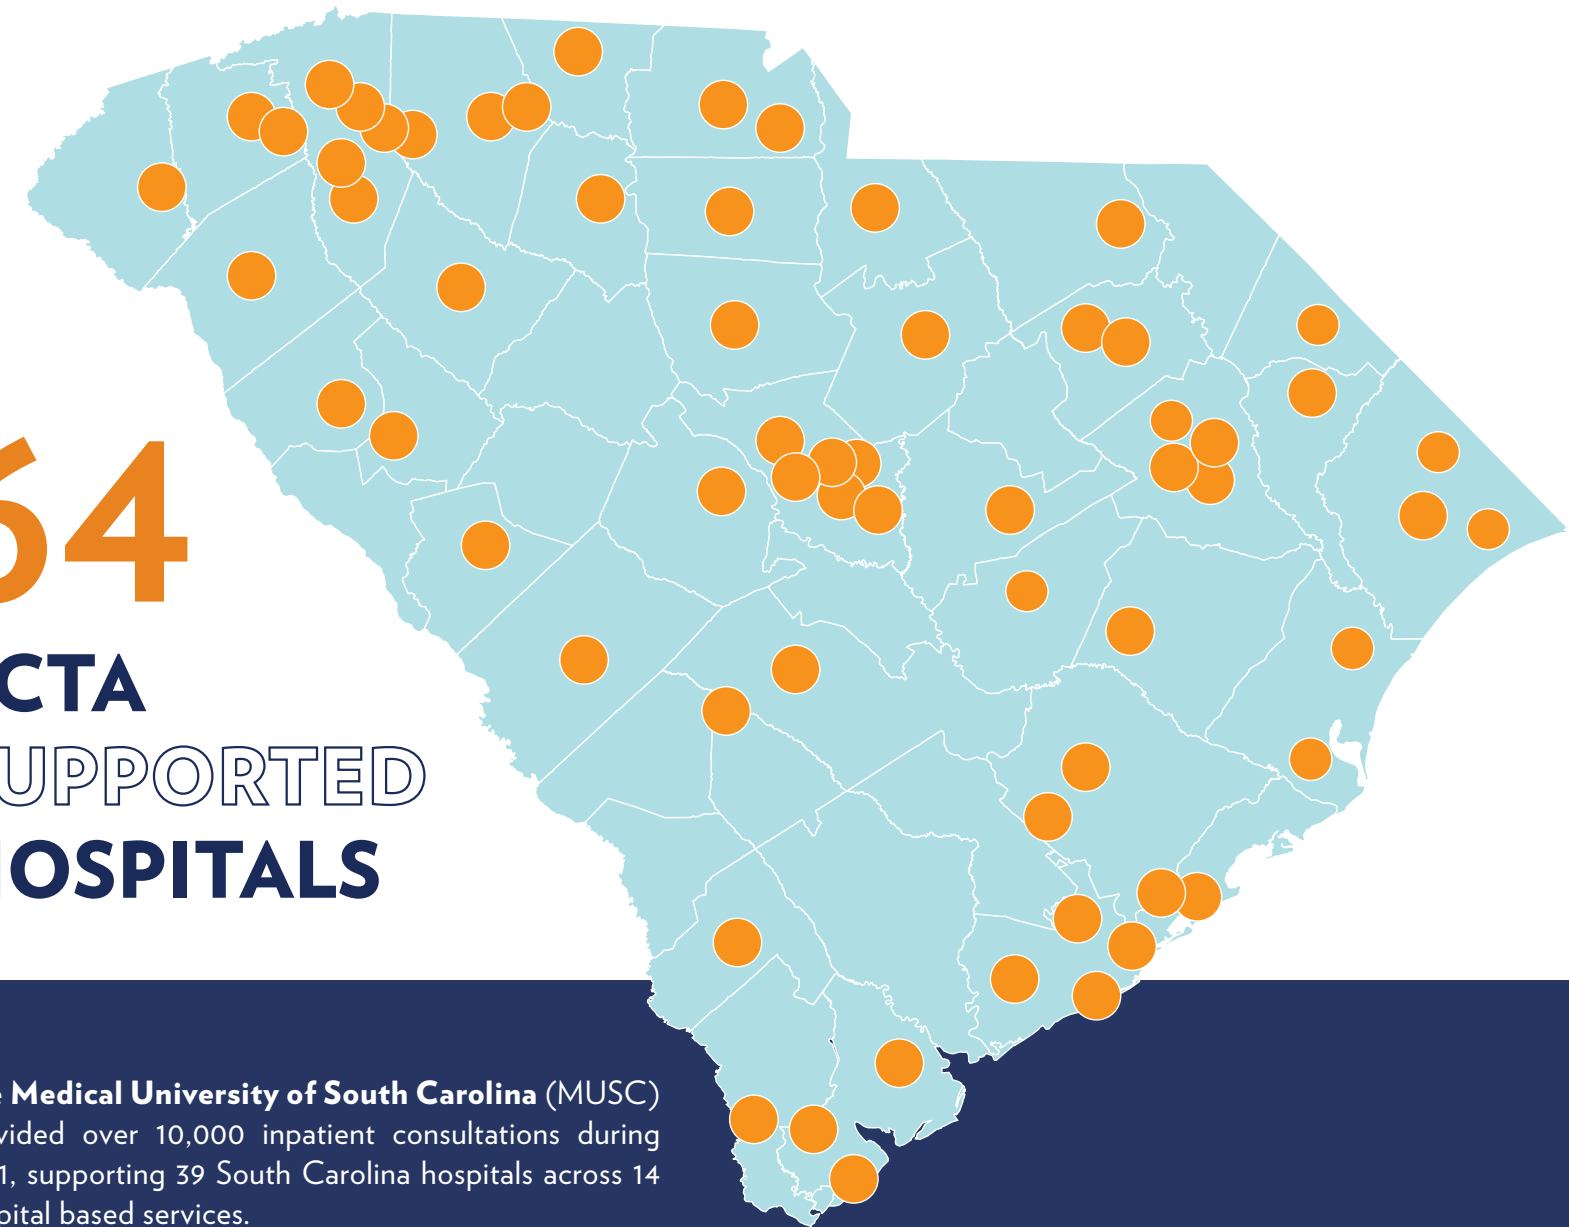 64
CTA
UPPORTED
HOSPITALS
Medical University of South Carolina (MUSC)
vided over 10,000 inpatient consultations during
1, supporting 39 South Carolina hospitals across 14
pital based services.